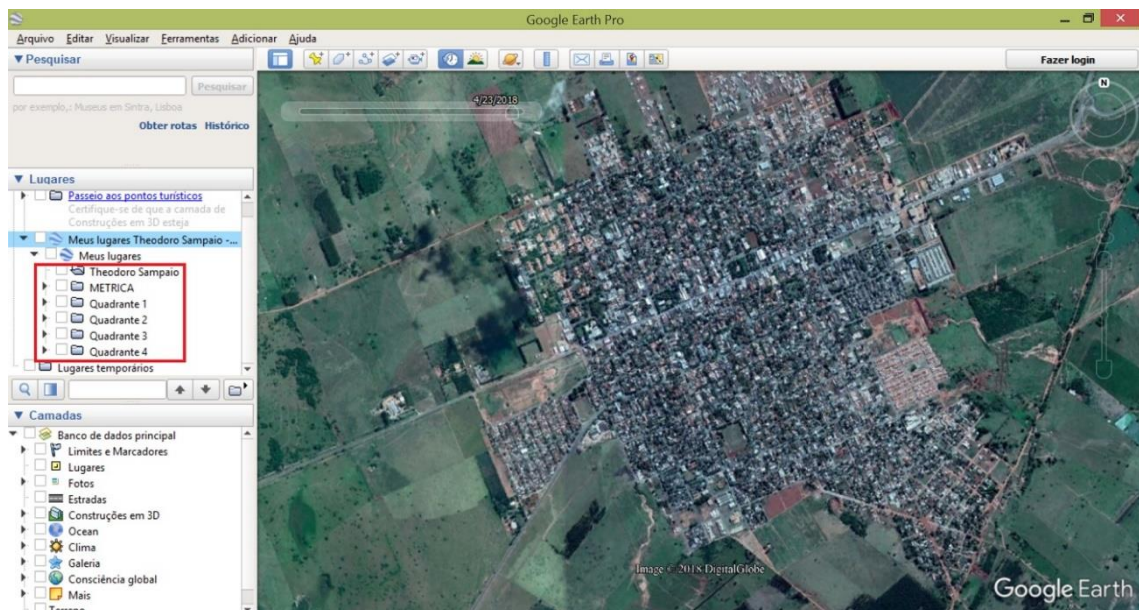 Google Earth Pro
Arquivo Editar Visualizar Ferramentas Adicionar Ajuda
▼ Pesquisar
Fazer login
Pesquisar
por exemplo,: Museus em Sintra, Lisboa
Obter rotas Histórico
4/23/2018
N
▼ Lugares
Passeio aos pontos turísticos
Certifique-se de que a camada de
Construções em 3D esteja
Meus lugares Theodoro Sampaio -...
Meus lugares
Theodoro Sampaio
METRICA
Quadrante 1
Quadrante 2
Quadrante 3
Quadrante 4
Lugares temporários
▼ Camadas
Banco de dados principal
Limites e Marcadores
Lugares
Fotos
Estradas
Construções em 3D
Ocean
Clima
Galeria
Consciência global
Mais
Terreno
Image © 2018 DigitalGlobe
Google Earth